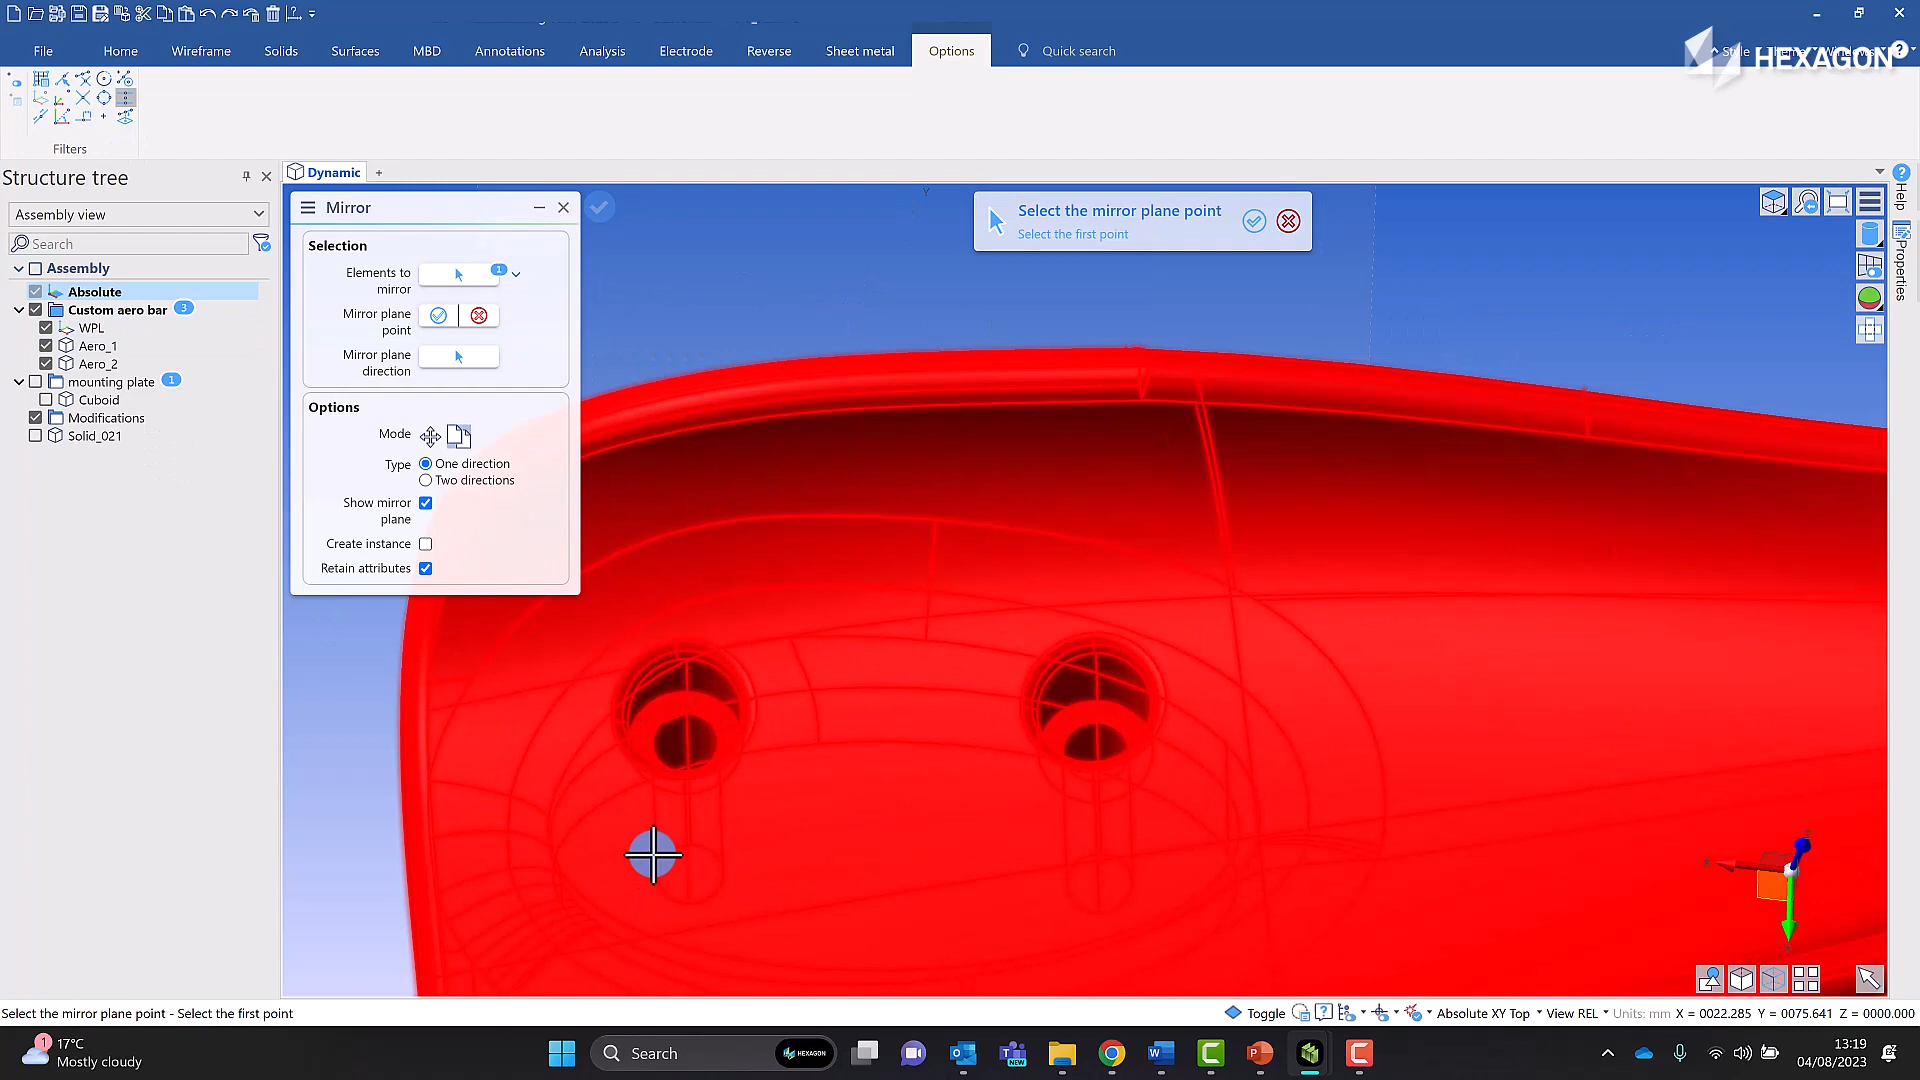 File
Home
Wireframe
Solids
Surfaces
MBD
Annotations
Analysis
Electrode
Reverse
Sheet metal
Options
Quick search
Style
HEXAGON
Filters
Structure tree
Assembly view
Search
Assembly
Absolute
Custom aero bar 3
WPL
Aero_1
Aero_2
mounting plate 1
Cuboid
Modifications
Solid_021
Dynamic
+
Mirror
Selection
Elements to
mirror
1
Mirror plane
point
Mirror plane
direction
Options
Mode
Type
One direction
Two directions
Show mirror
plane
Create instance
Retain attributes
Select the mirror plane point
Select the first point
Help
Properties
Select the mirror plane point - Select the first point
Toggle
Absolute XY Top
View REL
Units: mm X = 0022.285 Y = 0075.641 Z = 0000.000
1
17°C
Mostly cloudy
Search
HEXAGON
NEW
13:19
04/08/2023